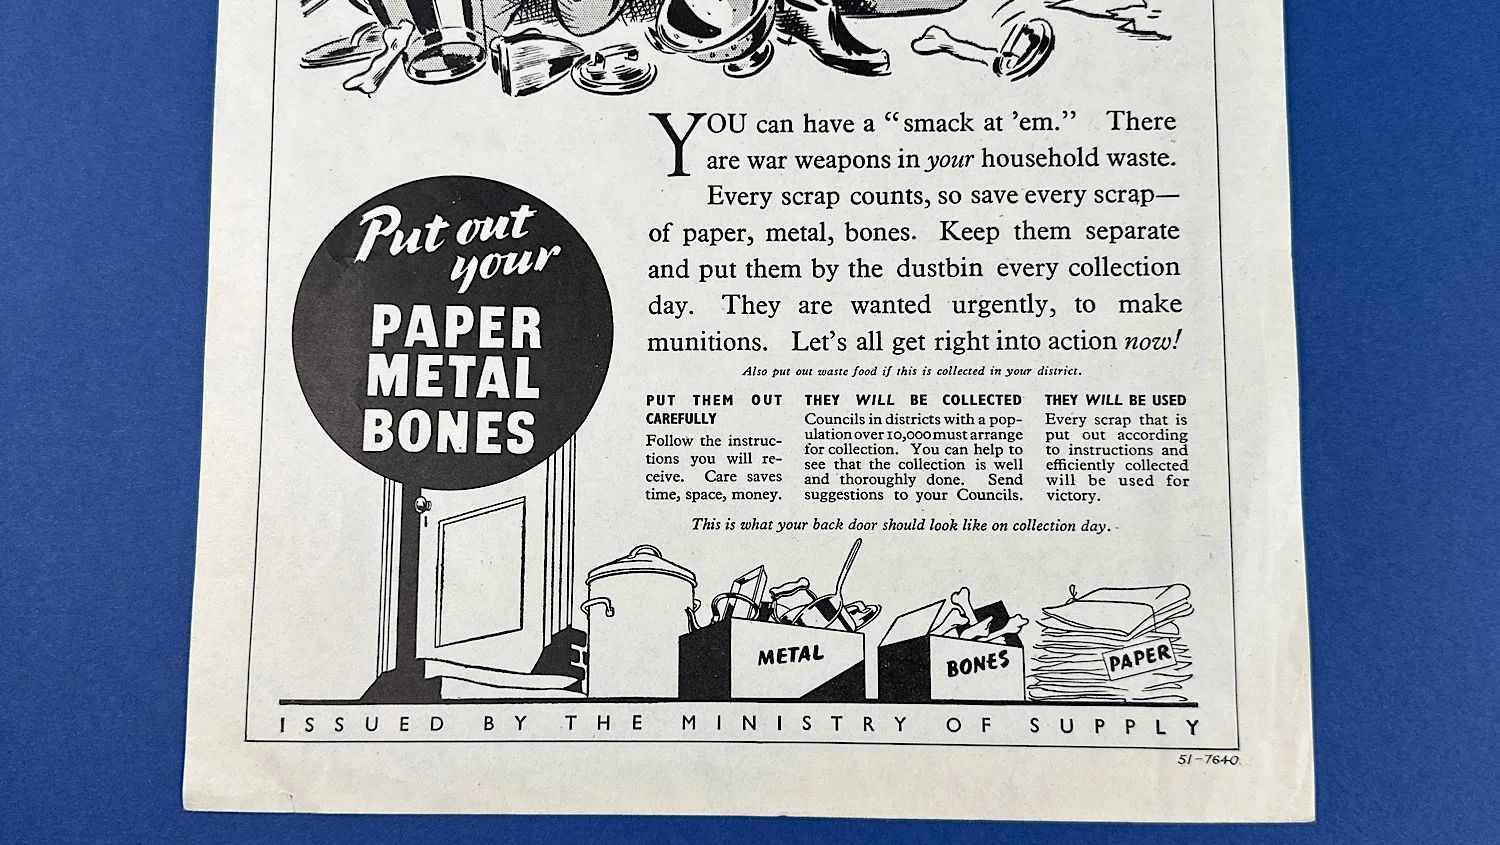 YOU can have a “smack at ’em.” There
are war weapons in your household waste.
Every scrap counts, so save every scrap—
of paper, metal, bones. Keep them separate
and put them by the dustbin every collection
day. They are wanted urgently, to make
munitions. Let’s all get right into action now!
Also put out waste food if this is collected in your district.
Put out
your
PAPER
METAL
BONES
PUT THEM OUT
CAREFULLY
Follow the instruc-
tions you will re-
ceive. Care saves
time, space, money.
THEY WILL BE COLLECTED
Councils in districts with a pop-
ulation over 10,000 must arrange
for collection. You can help to
see that the collection is well
and thoroughly done. Send
suggestions to your Councils.
THEY WILL BE USED
Every scrap that is
put out according
to instructions and
efficiently collected
will be used for
victory.
This is what your back door should look like on collection day.
METAL
BONES
PAPER
ISSUED BY THE MINISTRY OF SUPPLY
51-7640